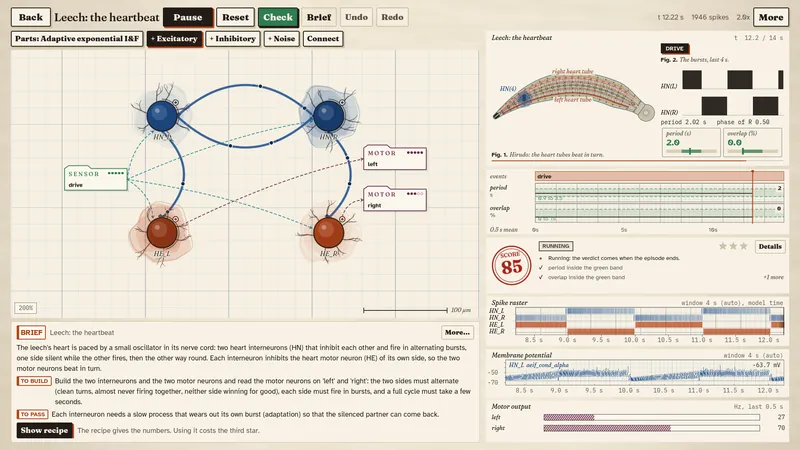 Back Leech: the heartbeat Pause Reset Check Brief Undo Redo t 12.22 s 1946 spikes 2.0x More
Parts: Adaptive exponential I&F + Excitatory + Inhibitory + Noise Connect
SENSOR
drive
MOTOR
left
MOTOR
right
HE_L
HE_R
200%
100 μm
BRIEF Leech: the heartbeat More...
The leech's heart is paced by a small oscillator in its nerve cord: two heart interneurons (HN) that inhibit each other and fire in alternating bursts,
one side silent while the other fires, then the other way round. Each interneuron inhibits the heart motor neuron (HE) of its own side, so the two
motor neurons beat in turn.
TO BUILD Build the two interneurons and the two motor neurons and read the motor neurons on 'left' and 'right': the two sides must alternate
(clean turns, almost never firing together, neither side winning for good), each side must fire in bursts, and a full cycle must take a few
seconds.
TO PASS Each interneuron needs a slow process that wears out its own burst (adaptation) so that the silenced partner can come back.
Show recipe The recipe gives the numbers. Using it costs the third star.
Leech: the heartbeat t 12.2 / 14 s
right heart tube
HN(4)
left heart tube
Fig. 1. Hirudo: the heart tubes beat in turn.
DRIVE
Fig. 2. The bursts, last 4 s.
HN(L)
HN(R)
period 2.02 s phase of R 0.50
period (s) overlap (%)
2.0 0.0
events drive
period 2
s
overlap 0
%
0.5 s mean 0s 5s 10s
SCORE
85
RUNNING Details
Running: the verdict comes when the episode ends.
✓ period inside the green band
✓ overlap inside the green band +1 more
Spike raster window 4 s (auto), model time
HN_L
HN_R
HE_L
HE_R
8.5 s 9.0 s 9.5 s 10.0 s 10.5 s 11.0 s 11.5 s 12.0 s
Membrane potential window 4 s (auto)
HN_L aeif_cond_alpha -63.7 mV
-50
-70
8.5 s 9.0 s 9.5 s 10.0 s 10.5 s 11.0 s 11.5 s 12.0 s
Motor output Hz, last 0.5 s
left 27
right 70